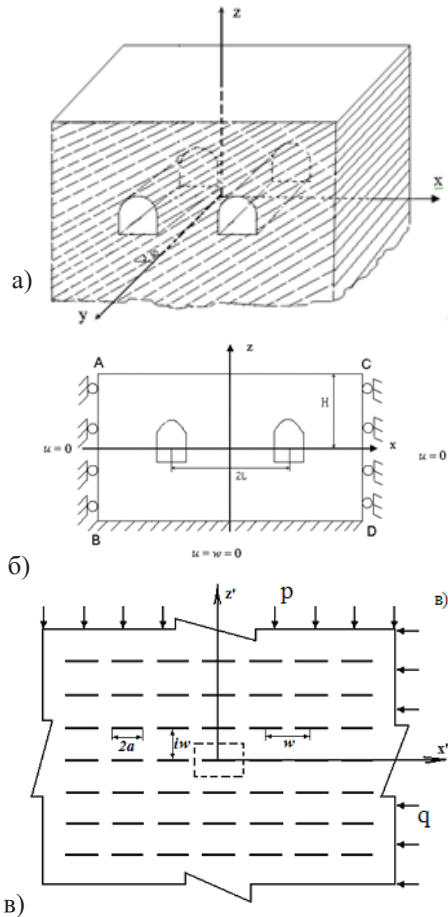 z
x
y
а)
A
z
C
H
u = 0
x
u = 0
2L
B
D
u = w = 0
б)
z'
p
в)
2a
iw
w
x'
q
в)